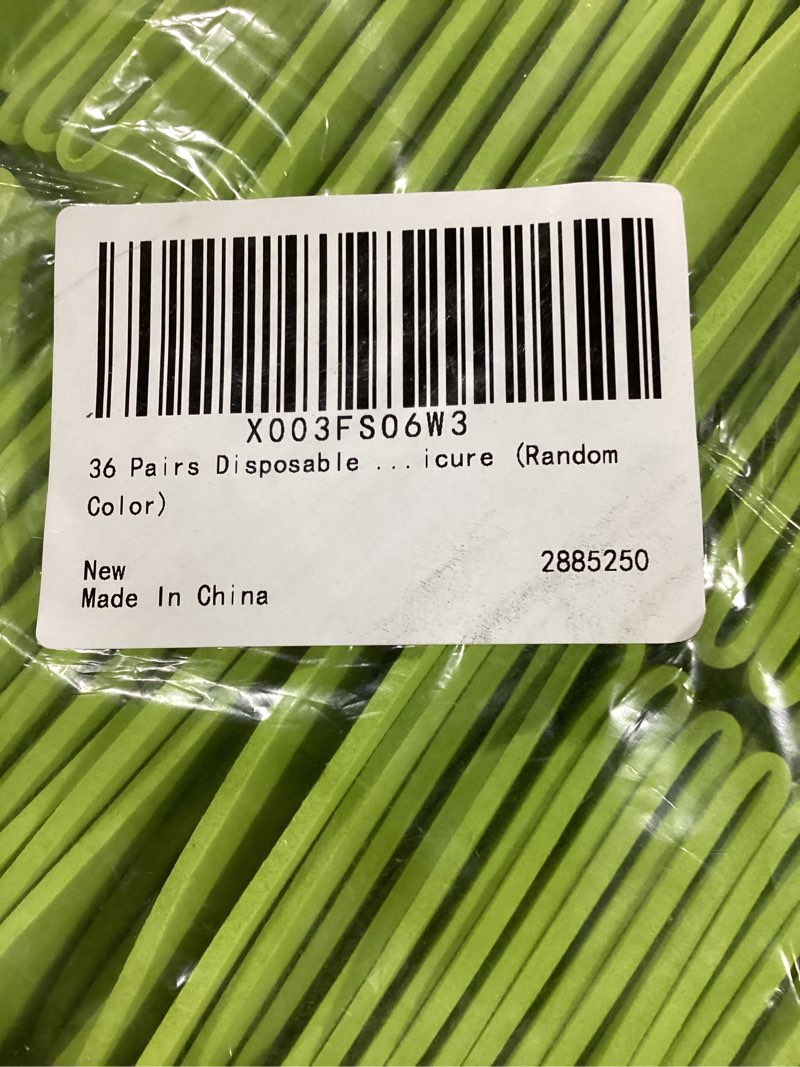 X003FS06W3
36 Pairs Disposable ... icure (Random
Color)
New
2885250
Made In China